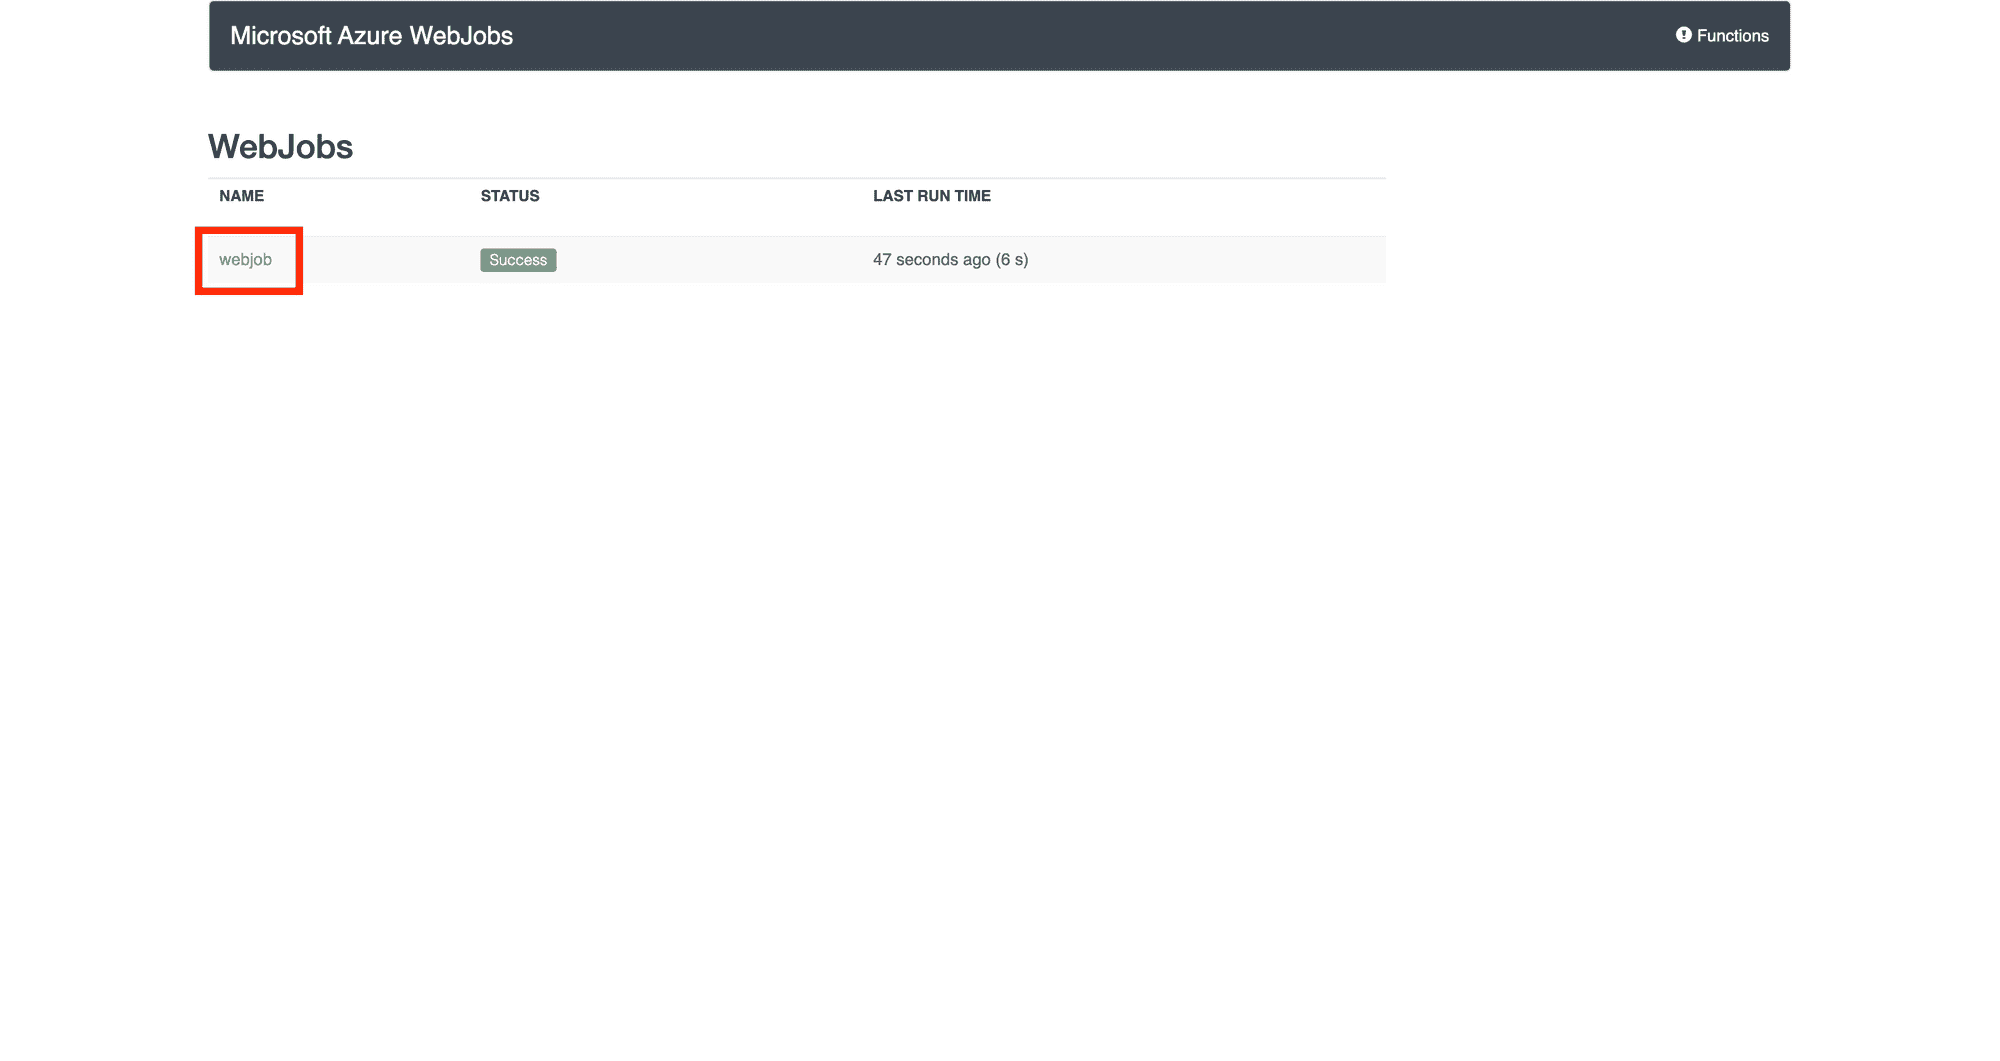 Microsoft Azure WebJobs
Functions
WebJobs
NAME STATUS LAST RUN TIME
webjob Success 47 seconds ago (6 s)